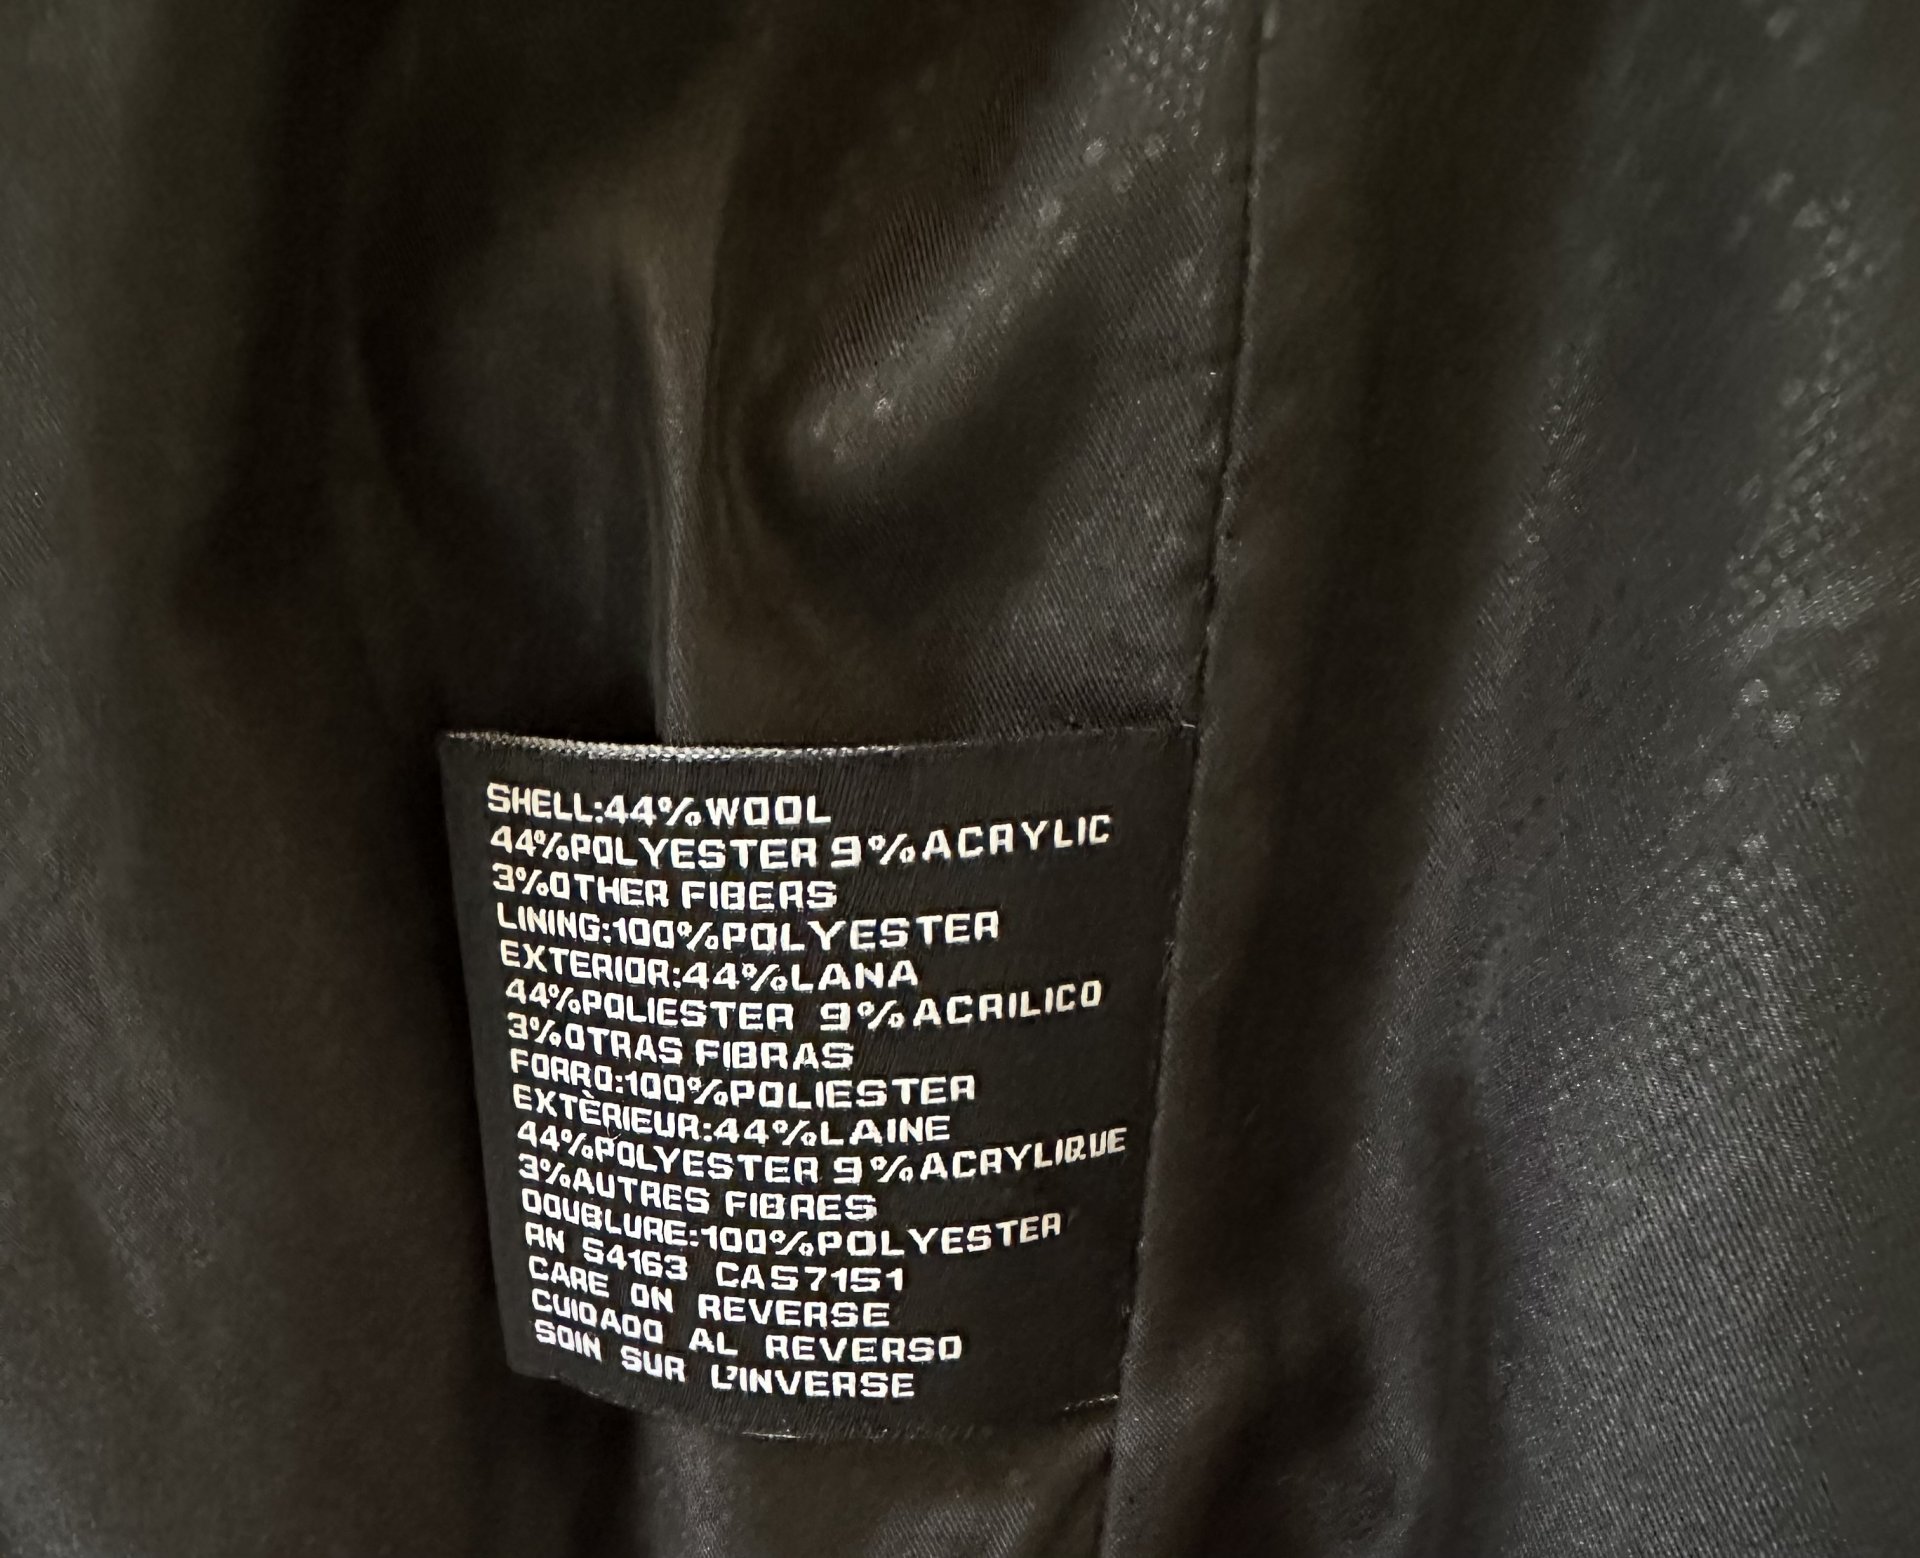 SHELL:44%WOOL
44%POLYESTER 9%ACRYLIC
3%OTHER FIBERS
LINING:100%POLYESTER
EXTERIOR:44%LANA
44%POLIESTER 9%ACRILICO
3%OTRAS FIBRAS
FORRO:100%POLIESTER
EXTÈRIEUR:44%LAINE
44%POLYESTER 9%ACRYLIQUE
3%AUTRES FIBRES
DOUBLURE:100%POLYESTER
RN 54163 CA57151
CARE ON REVERSE
CUIDADO AL REVERSO
SOIN SUR L'INVERSE